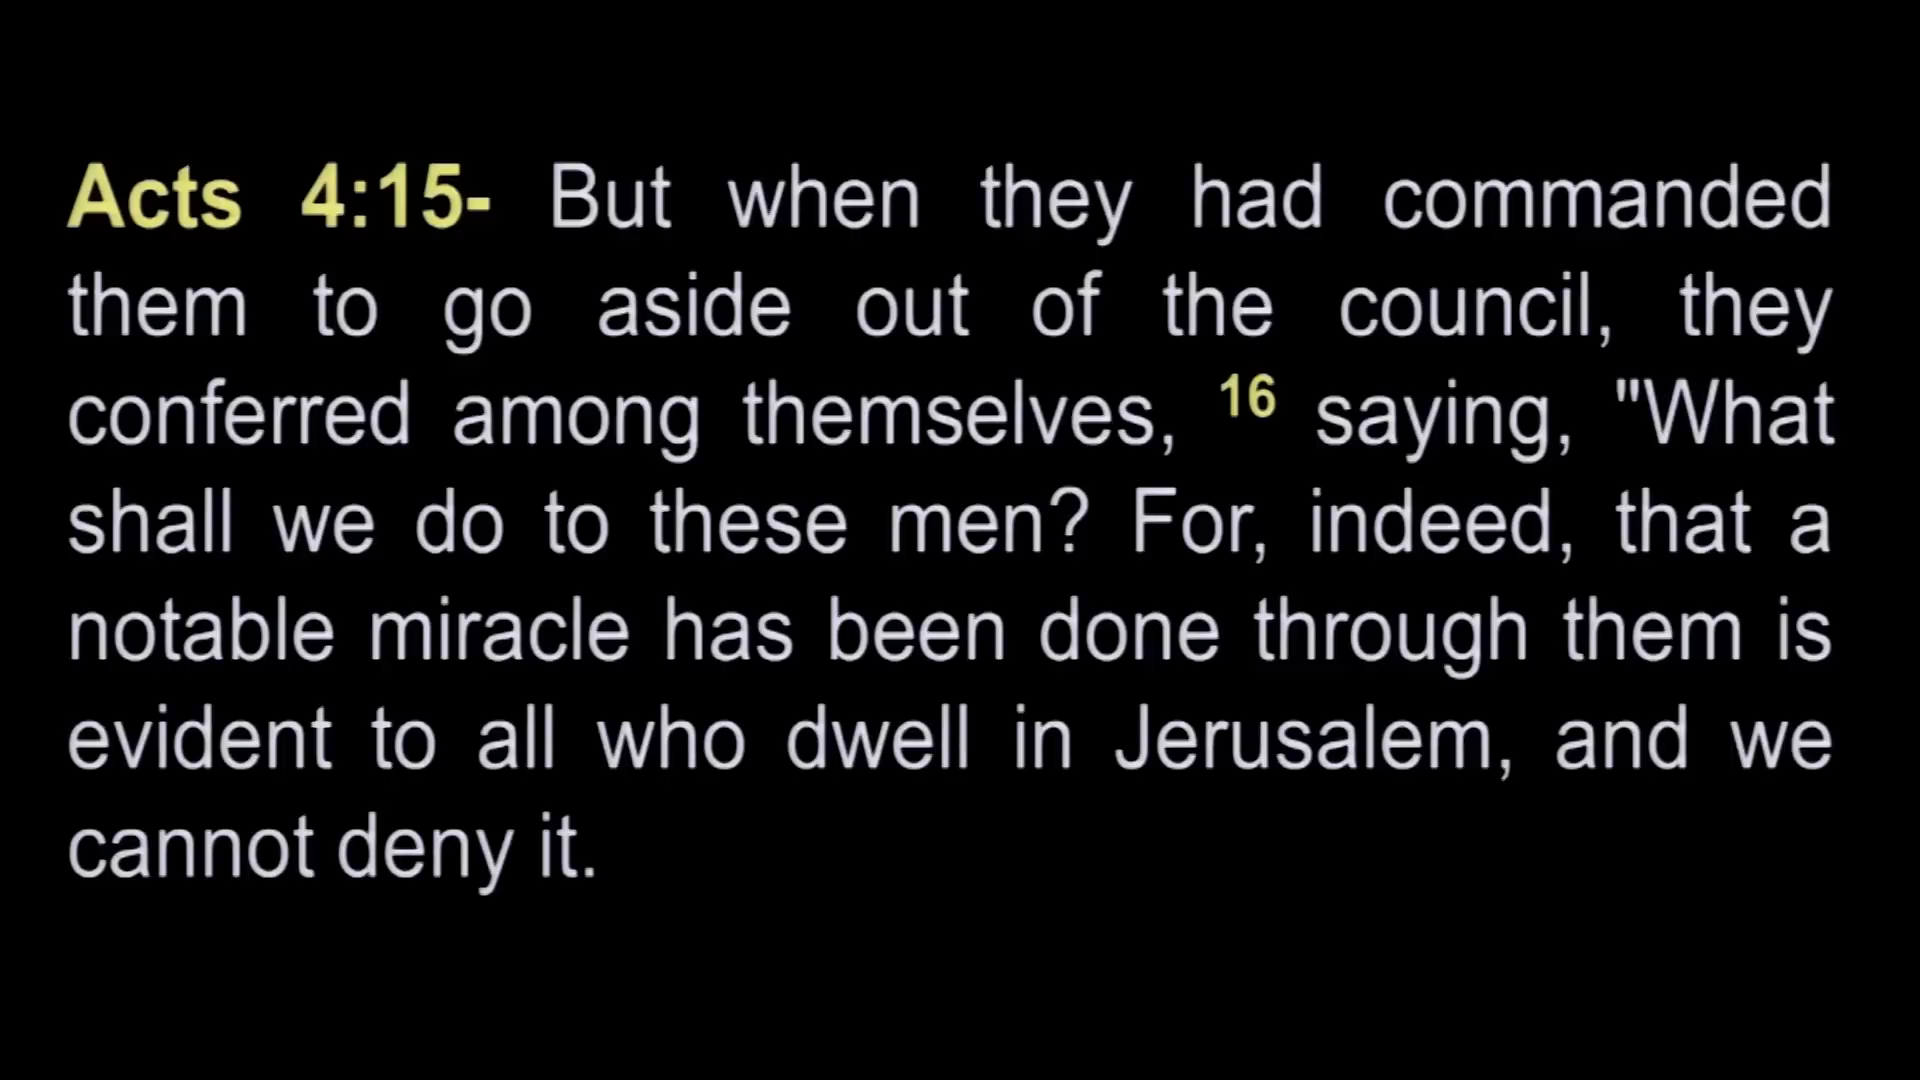 Acts 4:15- But when they had commanded
them to go aside out of the council, they
conferred among themselves, 16 saying, "What
shall we do to these men? For, indeed, that a
notable miracle has been done through them is
evident to all who dwell in Jerusalem, and we
cannot deny it.